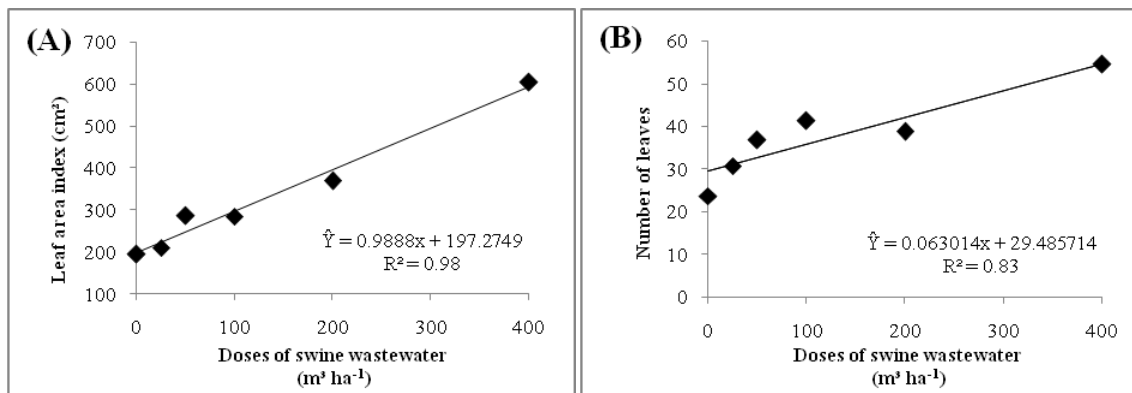 (A)
Leaf area index (cm²)
700
600
500
400
300
200
100
Ŷ = 0.9888x + 197.2749
R² = 0.98
0 100 200 300 400
Doses of swine wastewater
(m³ ha⁻¹)
(B)
Number of leaves
60
50
40
30
20
10
0
Ŷ = 0.063014x + 29.485714
R² = 0.83
0 100 200 300 400
Doses of swine wastewater
(m³ ha⁻¹)